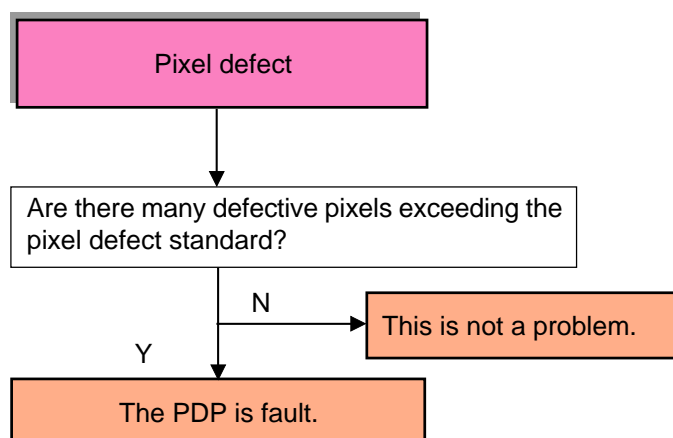 Pixel defect
Are there many defective pixels exceeding the
pixel defect standard?
N
This is not a problem.
Y
The PDP is fault.